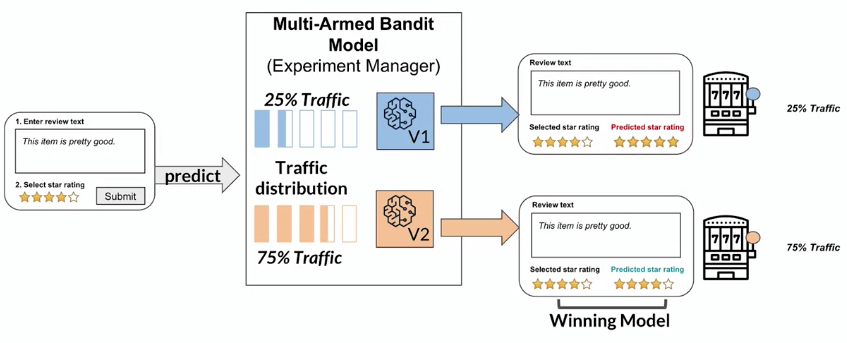 Multi-Armed Bandit
Model
(Experiment Manager)
25% Traffic
V1
Traffic
distribution
V2
75% Traffic
1. Enter review text
This item is pretty good.
2. Select star rating
Submit
predict
Review text
This item is pretty good.
Selected star rating
Predicted star rating
777
25% Traffic
Review text
This item is pretty good.
Selected star rating
Predicted star rating
777
75% Traffic
Winning Model